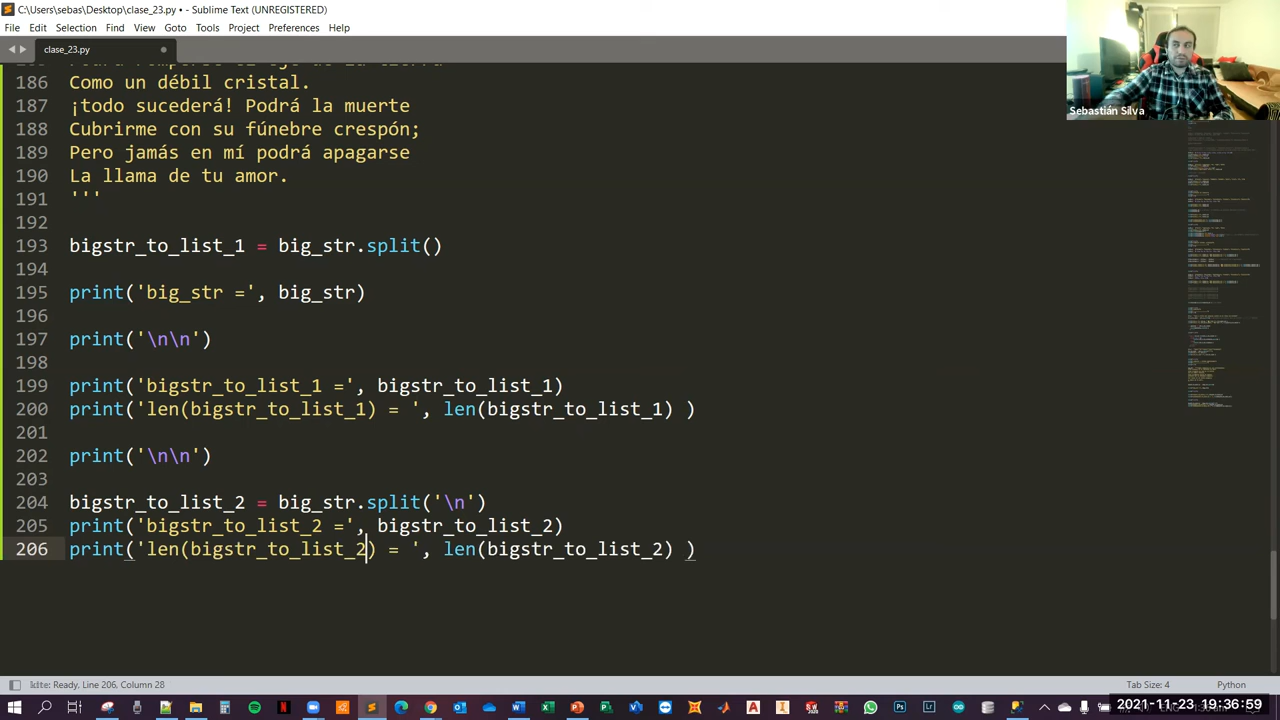 C:\Users\sebas\Desktop\clase_23.py • - Sublime Text (UNREGISTERED)
File Edit Selection Find View Goto Tools Project Preferences Help
clase_23.py
186 Como un débil cristal.
187 ¡todo sucederá! Podrá la muerte
188 Cubrirme con su fúnebre crespón;
189 Pero jamás en mí podrá apagarse
190 La llama de tu amor.
191 '''
192
193 bigstr_to_list_1 = big_str.split()
194
195 print('big_str =', big_str)
196
197 print('\n\n')
198
199 print('bigstr_to_list_1 =', bigstr_to_list_1)
200 print('len(bigstr_to_list_1) = ', len(bigstr_to_list_1) )
201
202 print('\n\n')
203
204 bigstr_to_list_2 = big_str.split('\n')
205 print('bigstr_to_list_2 =', bigstr_to_list_2)
206 print('len(bigstr_to_list_2) = ', len(bigstr_to_list_2) )
Sebastián Silva
kite: Ready, Line 206, Column 28
Tab Size: 4 Python
2021-11-23 19:36:59